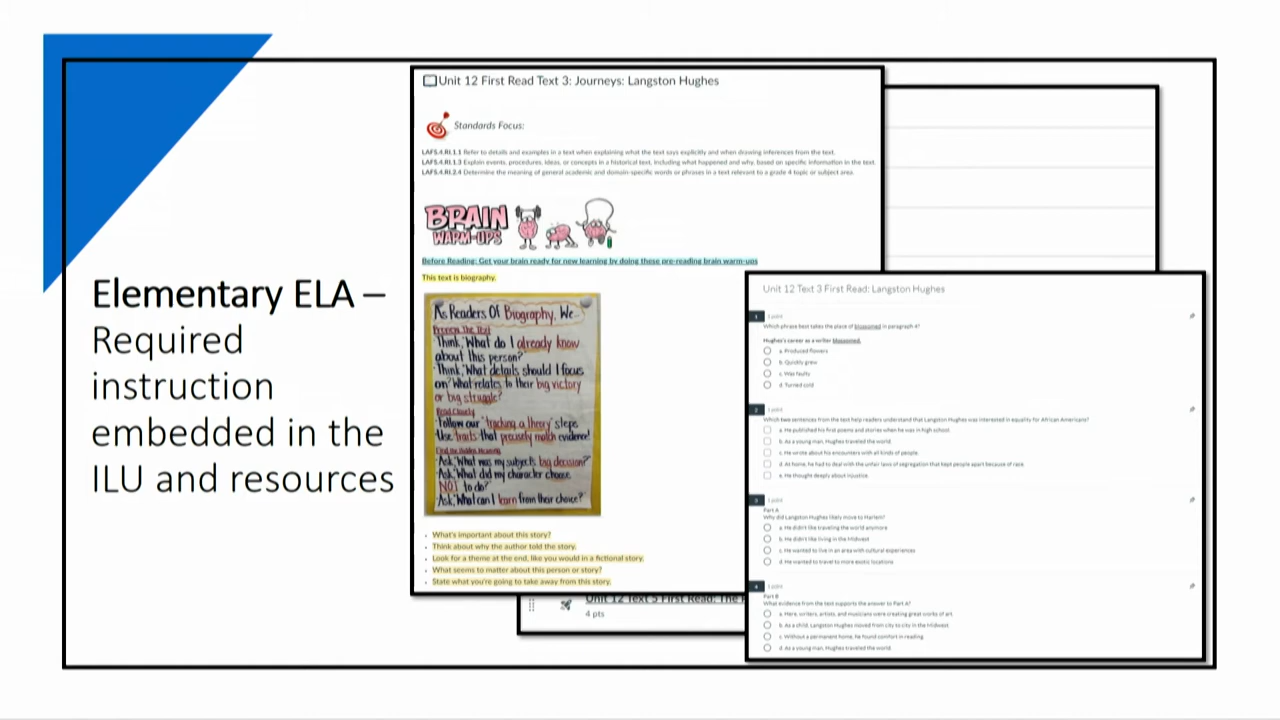 Elementary ELA –
Required
instruction
embedded in the
ILU and resources
Unit 12 First Read Text 3: Journeys: Langston Hughes
Standards Focus:
LAFS.4.RI.1.1 Refer to details and examples in a text when explaining what the text says explicitly and when drawing inferences from the text.
LAFS.4.RI.1.3 Explain events, procedures, ideas, or concepts in a historical text, including what happened and why, based on specific information in the text.
LAFS.4.RI.2.4 Determine the meaning of general academic and domain-specific words or phrases in a text relevant to a grade 4 topic or subject area.
BRAIN
WARM-UPS
Before Reading: Get your brain ready for new learning by doing these pre-reading brain warm-ups
This text is biography.
As Readers Of Biography, We...
Preview The Text
Think, "What do I already know
about this person?"
Think, "What details should I focus
on? What relates to their big victory
or big struggle?
Read Closely
Follow our "tracking a theory" steps
Use traits that precisely match evidence!
Ask, "What was my subject's big decision?"
Ask, "What did my character choose
NOT to do?"
Ask, "What can I learn from their choice?"
• What's important about this story?
• Think about why the author told the story.
• Look for a theme at the end, like you would in a fictional story.
• What seems to matter about this person or story?
• State what you're going to take away from this story.
Unit 12 Text 5 First Read: The
4 pts
Unit 12 Text 3 First Read: Langston Hughes
1 1 point
Which phrase best takes the place of blossomed in paragraph 4?
Hughes's career as a writer blossomed.
a. Produced flowers
b. Quickly grew
c. Was faulty
d. Turned cold
2 1 point
Which two sentences from the text help readers understand that Langston Hughes was interested in equality for African Americans?
a. He published his first poems and stories when he was in high school.
b. As a young man, Hughes traveled the world.
c. He wrote about his encounters with all kinds of people.
d. At home, he had to deal with the unfair laws of segregation that kept people apart because of race.
e. He thought deeply about injustice.
3 1 point
Part A
Why did Langston Hughes likely move to Harlem?
a. He didn't like traveling the world anymore
b. He didn't like living in the Midwest
c. He wanted to live in an area with cultural experiences
d. He wanted to travel to more exotic locations
4 1 point
Part B
What evidence from the text supports the answer to Part A?
a. Here, writers, artists, and musicians were creating great works of art.
b. As a child, Langston Hughes moved from city to city in the Midwest.
c. Without a permanent home, he found comfort in reading.
d. As a young man, Hughes traveled the world.